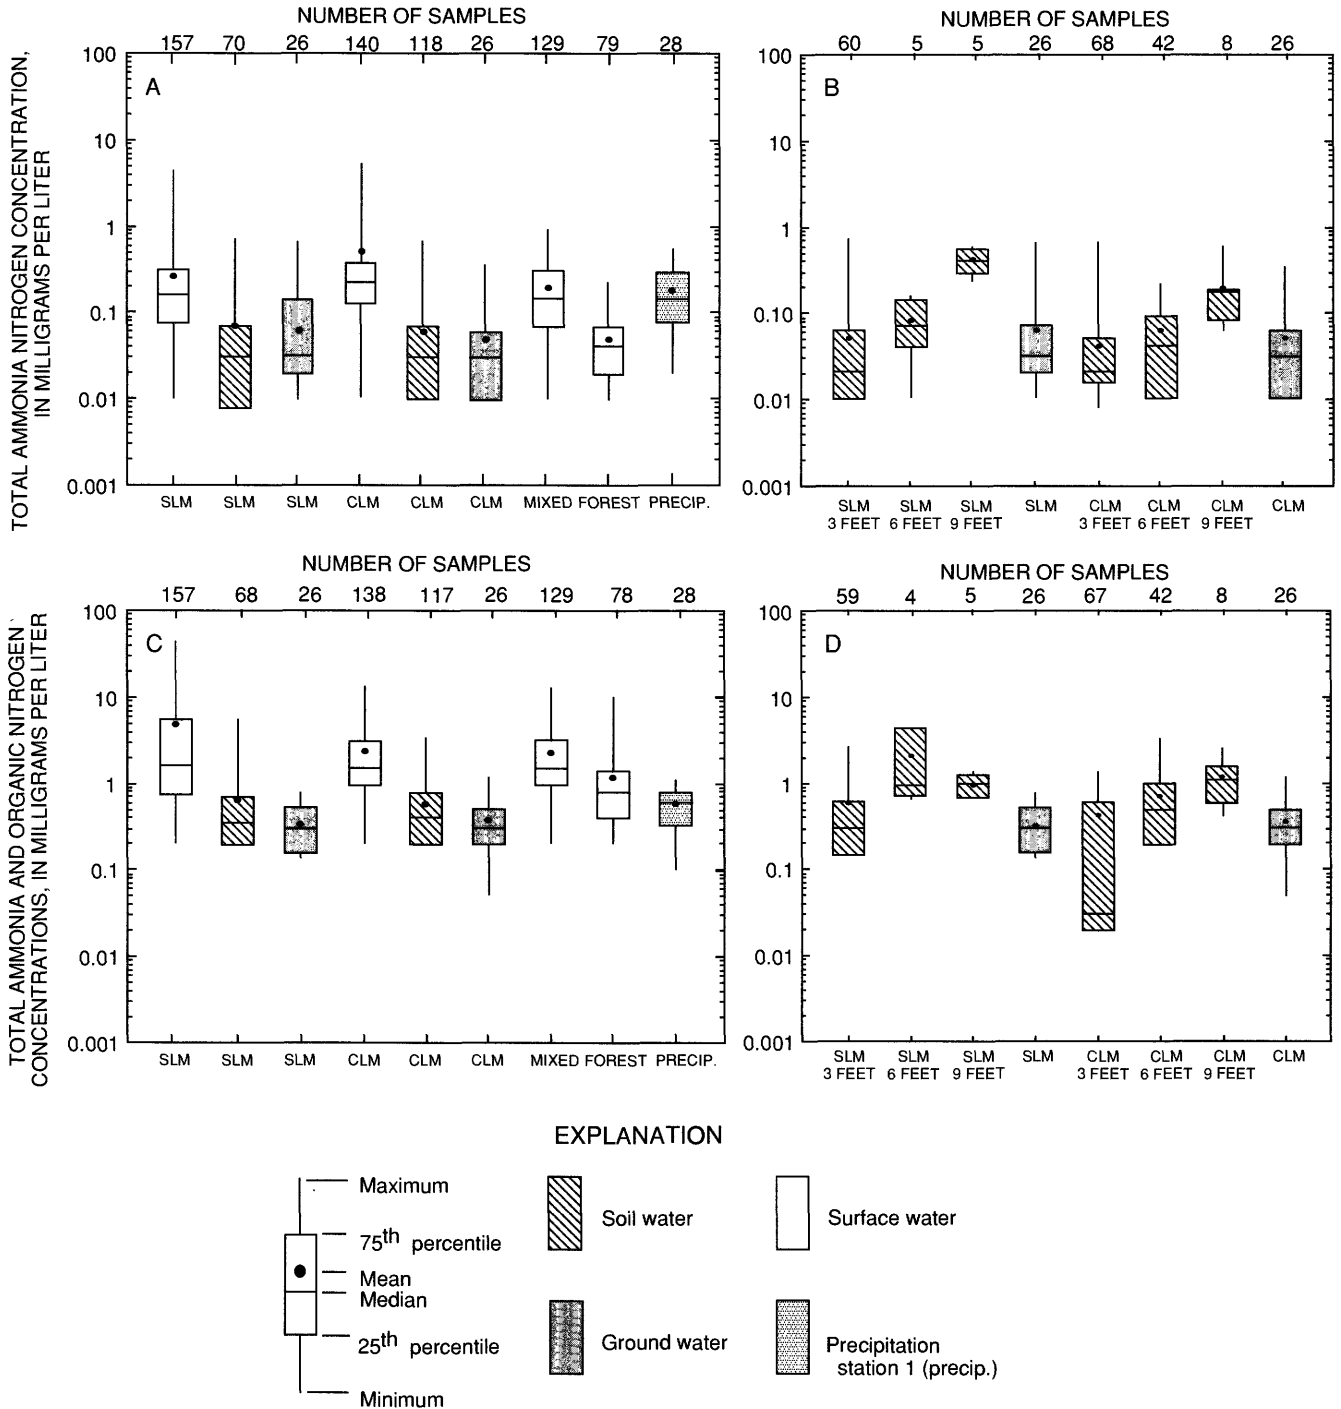 NUMBER OF SAMPLES
157 70 26 140 118 26 129 79 28
TOTAL AMMONIA NITROGEN CONCENTRATION,
IN MILLIGRAMS PER LITER
A
100
10
1
0.1
0.01
0.001
SLM SLM SLM CLM CLM CLM MIXED FOREST PRECIP.
NUMBER OF SAMPLES
60 5 5 26 68 42 8 26
B
100
10
1
0.10
0.01
0.001
SLM SLM SLM SLM CLM CLM CLM CLM
3 FEET 6 FEET 9 FEET 3 FEET 6 FEET 9 FEET
NUMBER OF SAMPLES
157 68 26 138 117 26 129 78 28
TOTAL AMMONIA AND ORGANIC NITROGEN
CONCENTRATIONS, IN MILLIGRAMS PER LITER
C
100
10
1
0.1
0.01
0.001
SLM SLM SLM CLM CLM CLM MIXED FOREST PRECIP.
NUMBER OF SAMPLES
59 4 5 26 67 42 8 26
D
100
10
1
0.1
0.01
0.001
SLM SLM SLM SLM CLM CLM CLM CLM
3 FEET 6 FEET 9 FEET 3 FEET 6 FEET 9 FEET
EXPLANATION
Maximum
75th percentile
Mean
Median
25th percentile
Minimum
Soil water
Surface water
Ground water
Precipitation
station 1 (precip.)